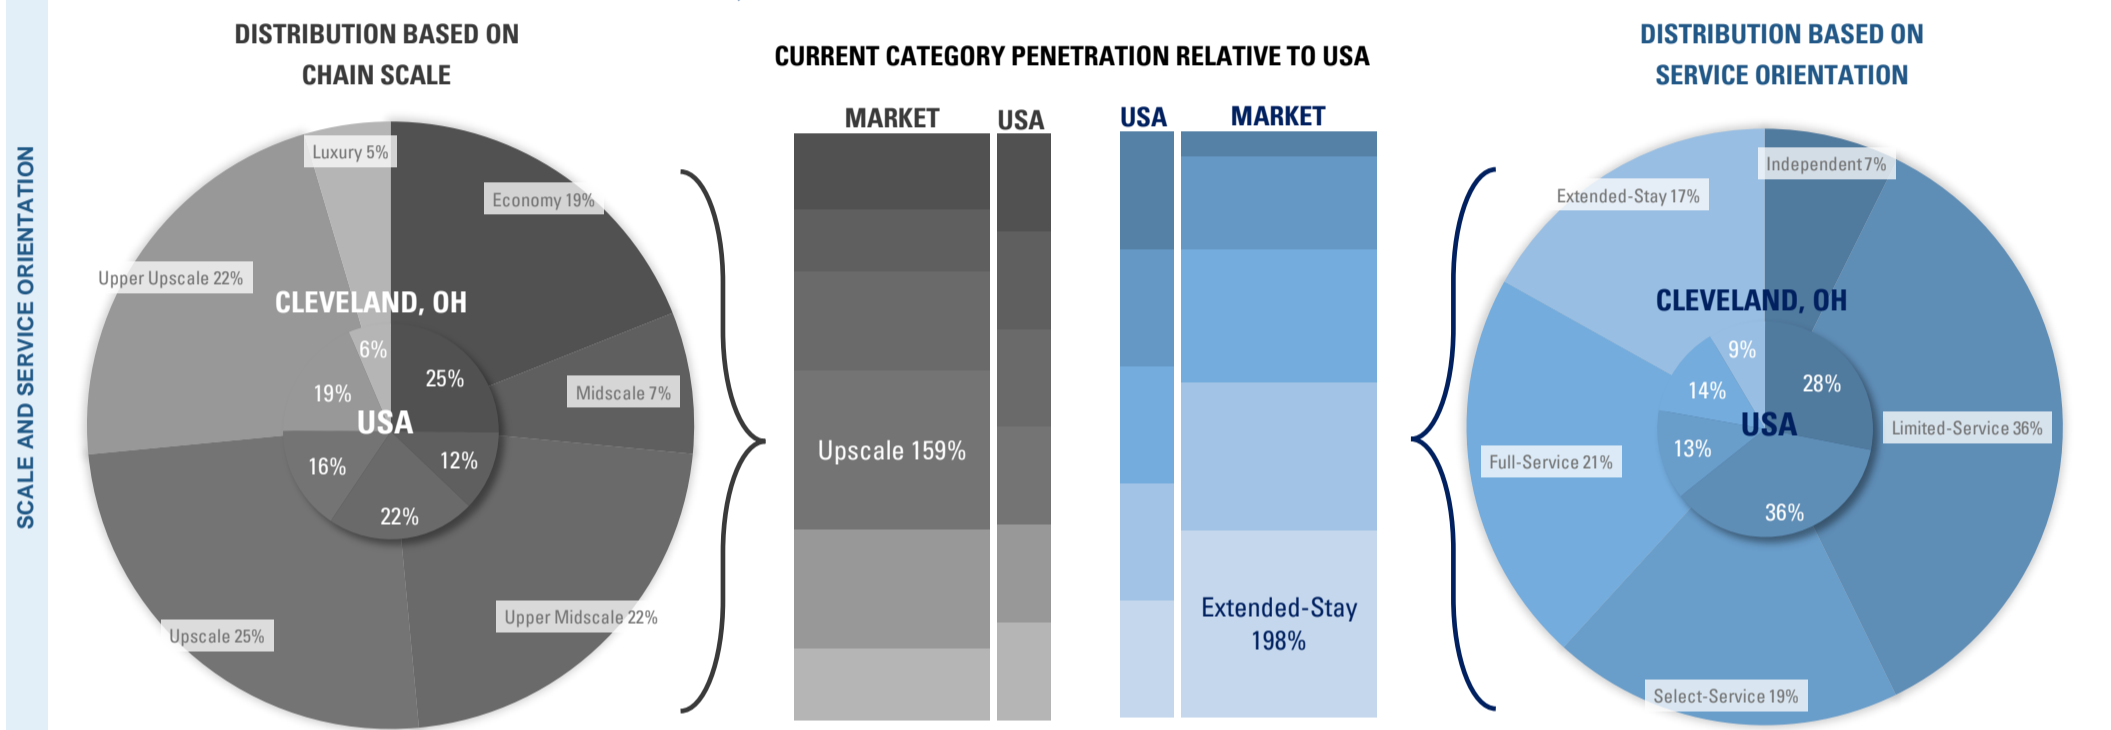 SCALE AND SERVICE ORIENTATION
DISTRIBUTION BASED ON
CHAIN SCALE
Luxury 5%
Economy 19%
Upper Upscale 22%
CLEVELAND, OH
6%
25%
19%
Midscale 7%
USA
16%
12%
22%
Upscale 25%
Upper Midscale 22%
CURRENT CATEGORY PENETRATION RELATIVE TO USA
MARKET
USA
USA
MARKET
Upscale 159%
Extended-Stay
198%
DISTRIBUTION BASED ON
SERVICE ORIENTATION
Independent 7%
Extended-Stay 17%
CLEVELAND, OH
9%
14%
28%
USA
Limited-Service 36%
13%
Full-Service 21%
36%
Select-Service 19%